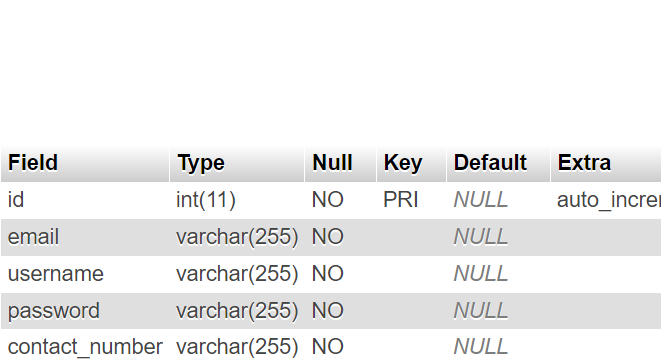 Field Type Null Key Default Extra
id int(11) NO PRI NULL auto_incre
email varchar(255) NO NULL
username varchar(255) NO NULL
password varchar(255) NO NULL
contact_number varchar(255) NO NULL